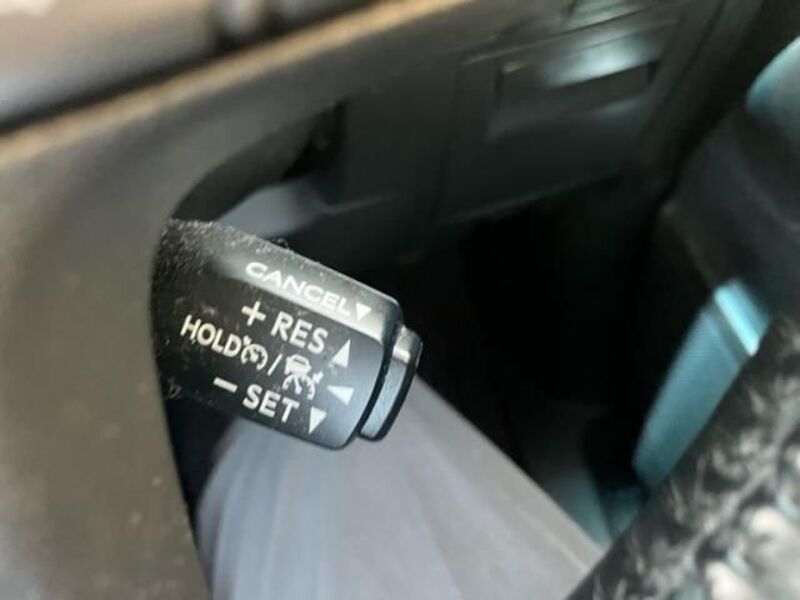 CANCEL▼
+ RES ▲
HOLD /
− SET ▼